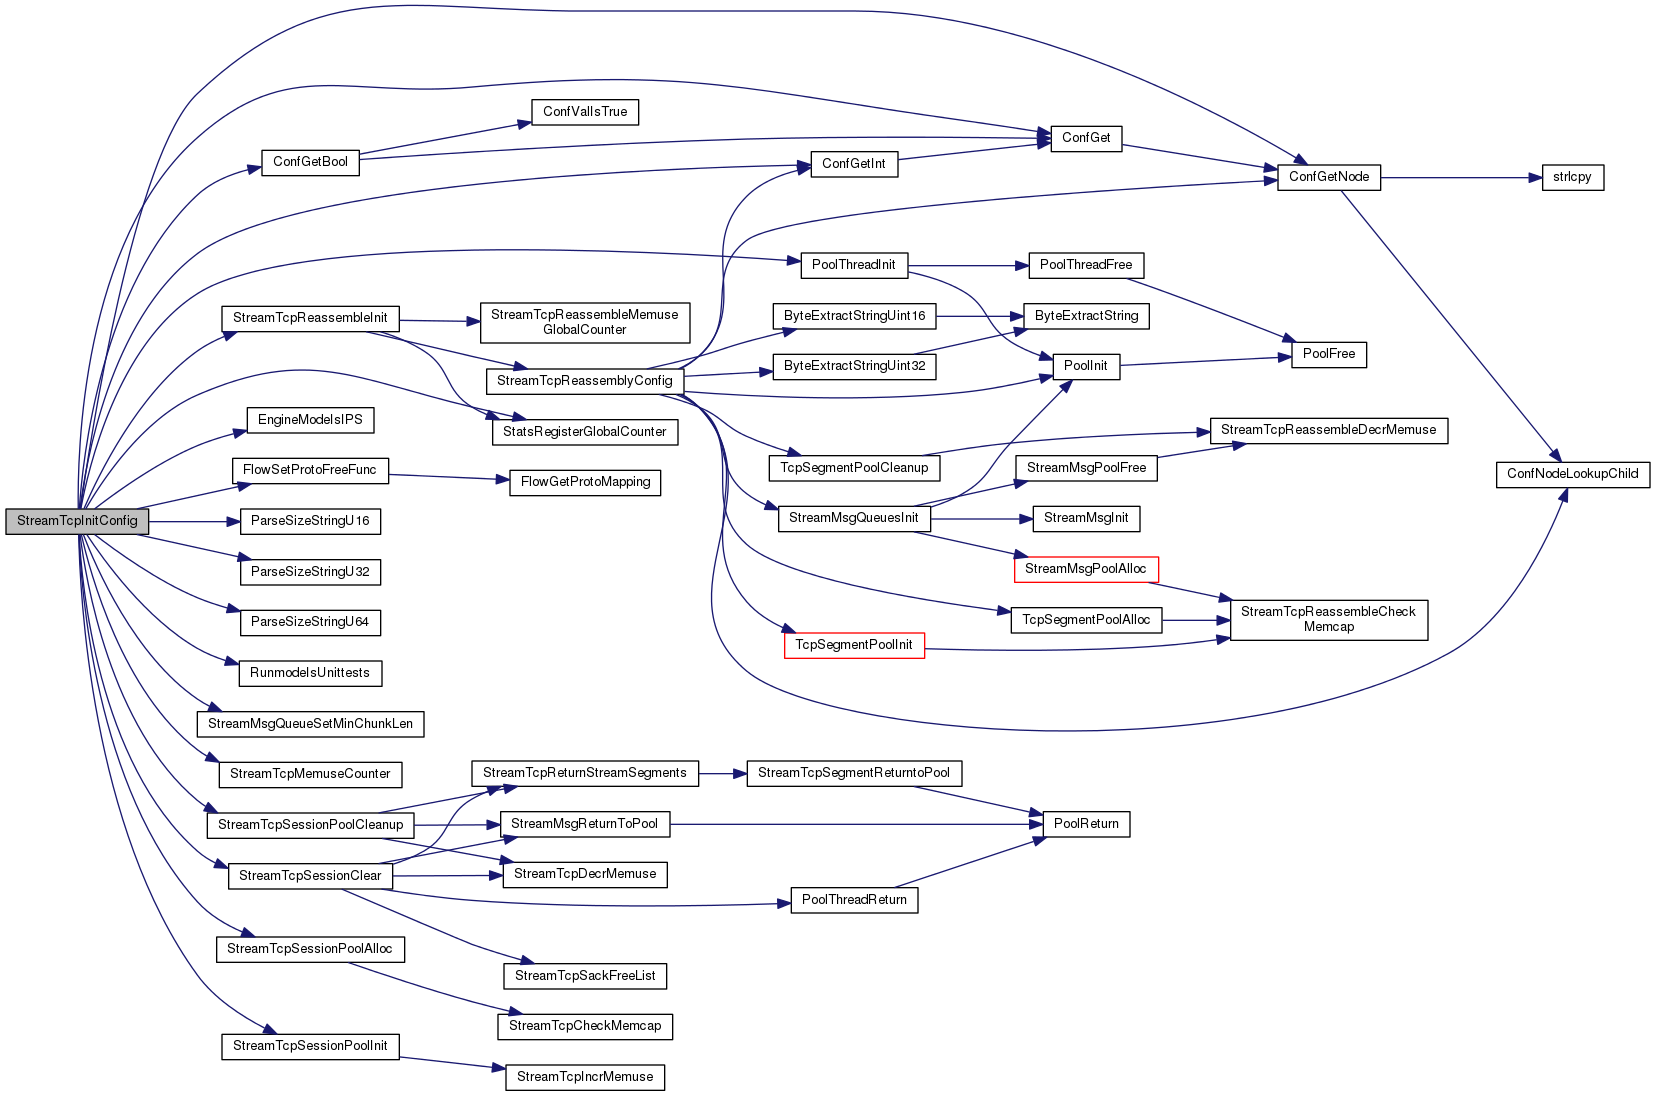 ConfValIsTrue
ConfGet
ConfGetBool
ConfGetInt
ConfGetNode
strlcpy
PoolThreadInit
PoolThreadFree
StreamTcpReassembleInit
StreamTcpReassembleMemuse
GlobalCounter
ByteExtractStringUint16
ByteExtractString
ByteExtractStringUint32
PoolInit
PoolFree
StreamTcpReassemblyConfig
EngineModeIsIPS
StatsRegisterGlobalCounter
StreamTcpReassembleDecrMemuse
FlowSetProtoFreeFunc
FlowGetProtoMapping
TcpSegmentPoolCleanup
StreamMsgPoolFree
ConfNodeLookupChild
StreamTcpInitConfig
ParseSizeStringU16
StreamMsgQueuesInit
StreamMsgInit
ParseSizeStringU32
StreamMsgPoolAlloc
ParseSizeStringU64
TcpSegmentPoolAlloc
StreamTcpReassembleCheck
Memcap
TcpSegmentPoolInit
RunmodeIsUnittests
StreamMsgQueueSetMinChunkLen
StreamTcpMemuseCounter
StreamTcpReturnStreamSegments
StreamTcpSegmentReturntoPool
StreamTcpSessionPoolCleanup
StreamMsgReturnToPool
PoolReturn
StreamTcpSessionClear
StreamTcpDecrMemuse
PoolThreadReturn
StreamTcpSessionPoolAlloc
StreamTcpSackFreeList
StreamTcpCheckMemcap
StreamTcpSessionPoolInit
StreamTcpIncrMemuse